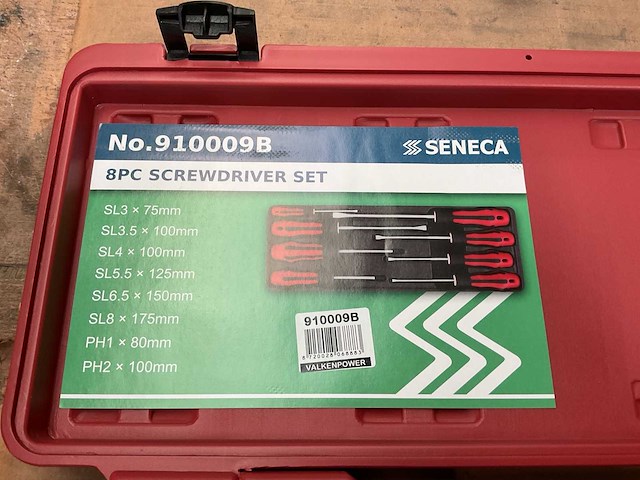 No.910009B
SENECA
8PC SCREWDRIVER SET
SL3 × 75mm
SL3.5 × 100mm
SL4 × 100mm
SL5.5 × 125mm
SL6.5 × 150mm
SL8 × 175mm
PH1 × 80mm
PH2 × 100mm
910009B
8720028068883
VALKENPOWER